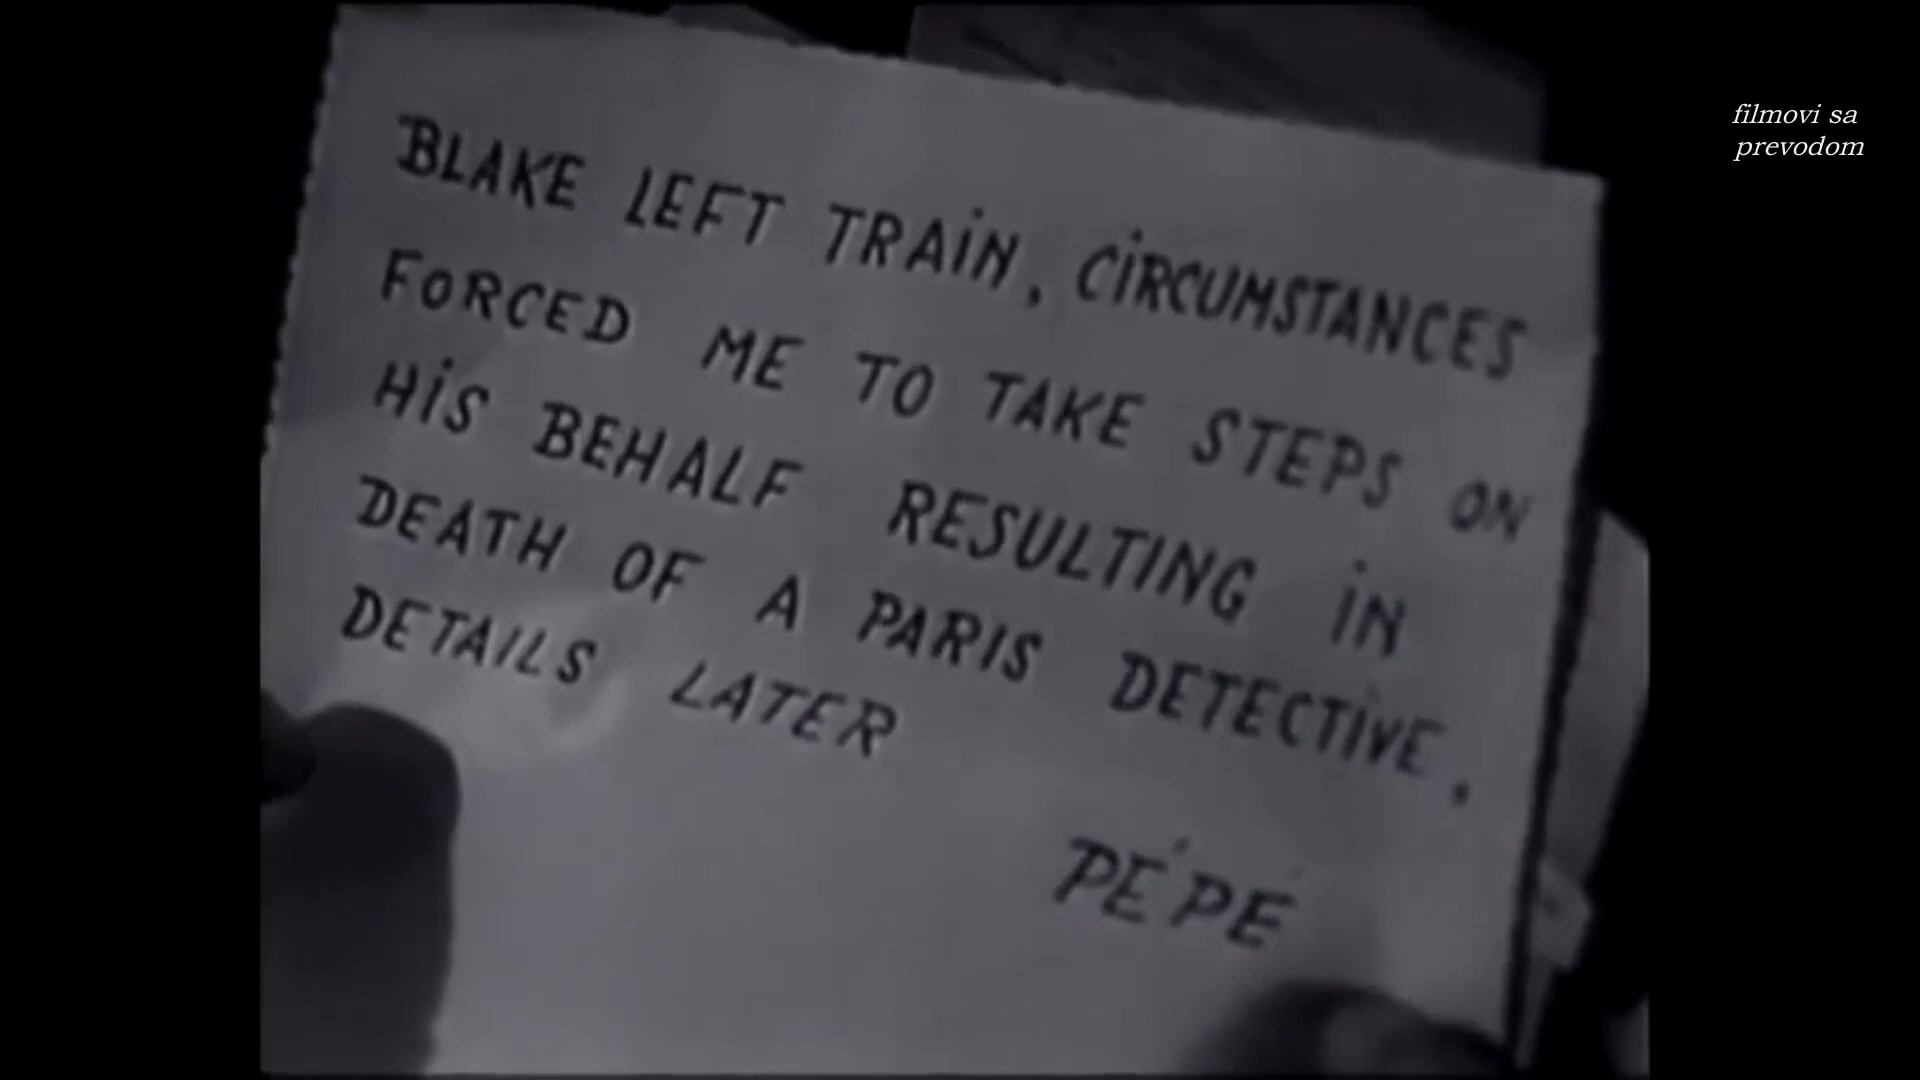 BLAKE LEFT TRAIN, CIRCUMSTANCES
FORCED ME TO TAKE STEPS ON
HIS BEHALF RESULTING IN
DEATH OF A PARIS DETECTIVE,
DETAILS LATER
PÉPÉ
filmovi sa
prevodom